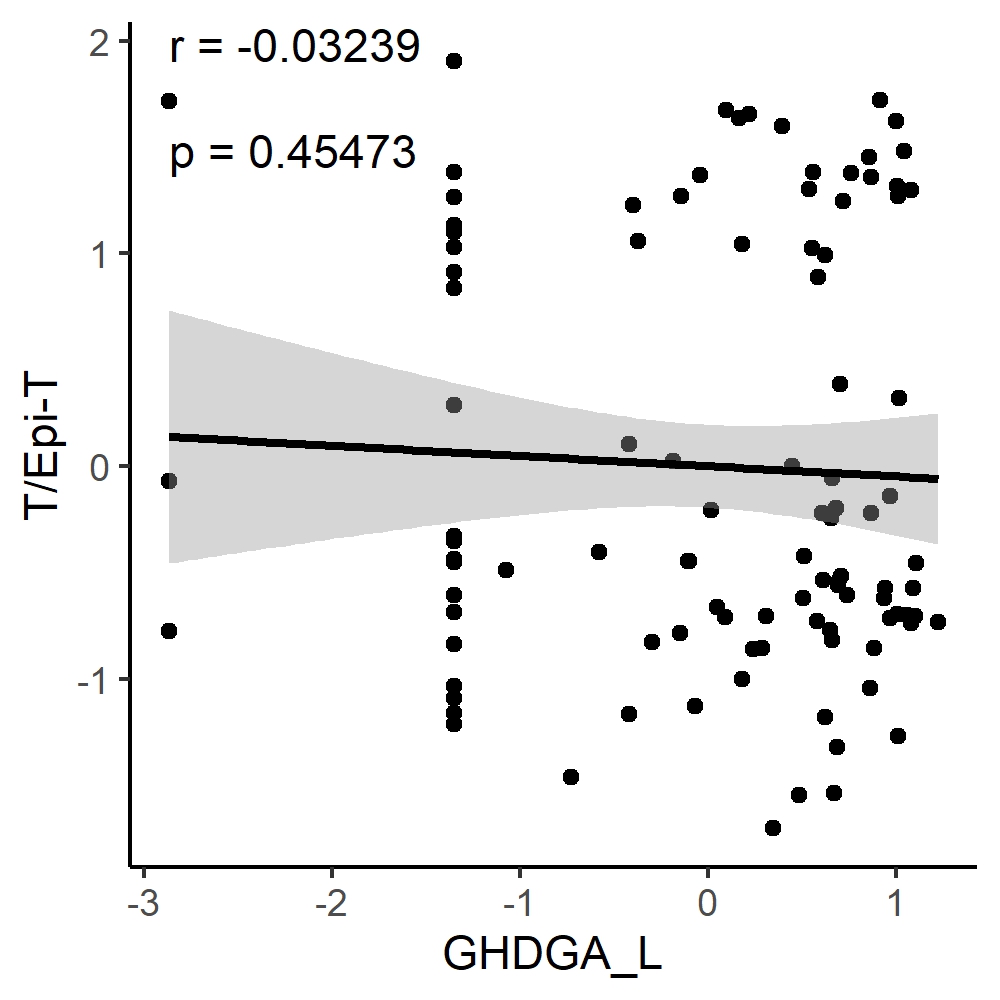 r = -0.03239
p = 0.45473
2
1
0
-1
T/Epi-T
-3
-2
-1
0
1
GHDGA_L